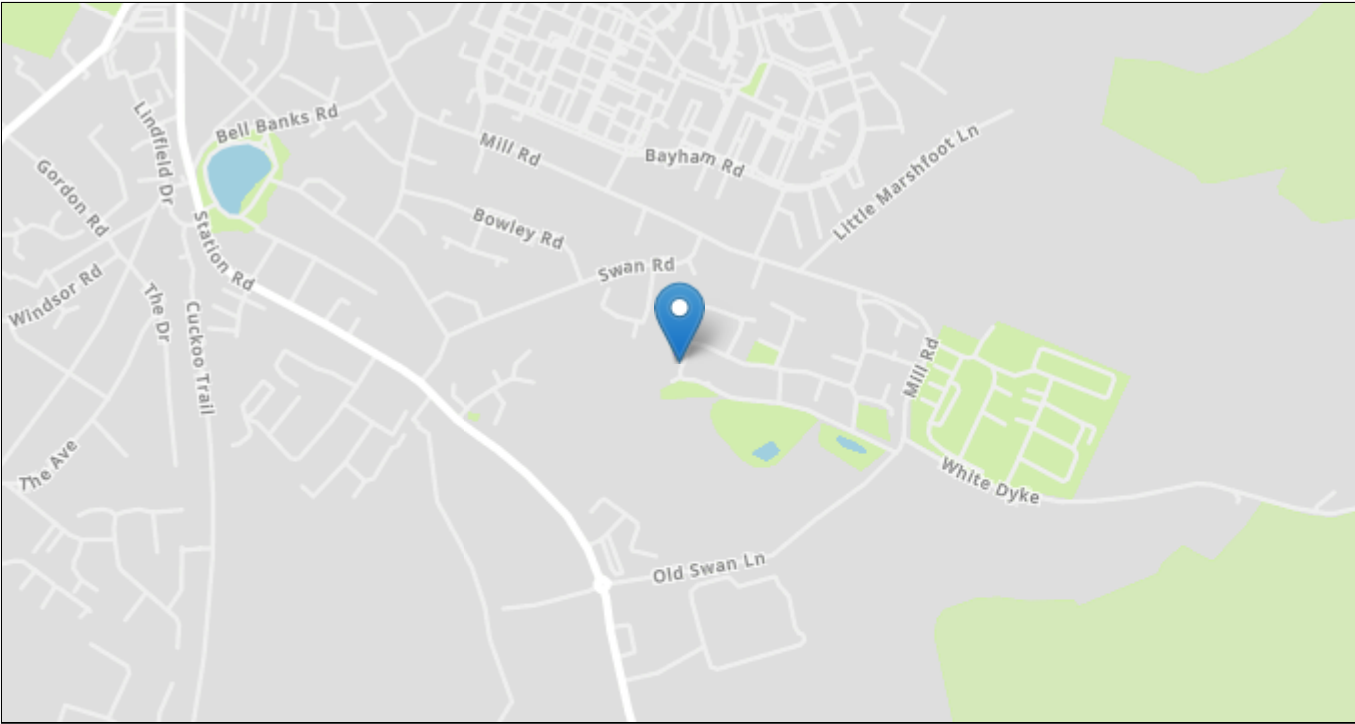 Bell Banks Rd
Lindfield Dr
Mill Rd
Bayham Rd
Little Marshfoot Ln
Gordon Rd
Station Rd
Bowley Rd
Swan Rd
Windsor Rd
The Dr
Cuckoo Trail
Mill Rd
The Ave
White Dyke
Old Swan Ln